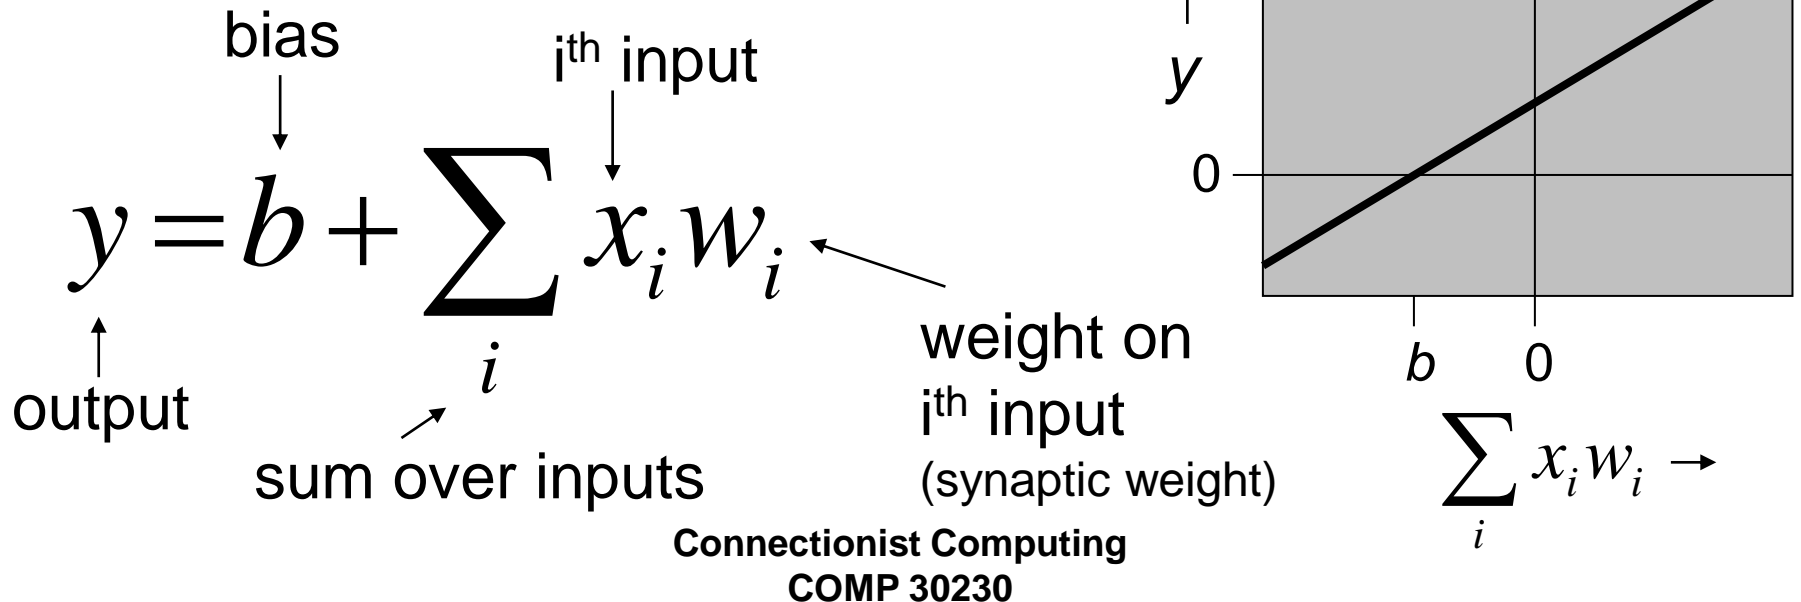 bias
iᵗʰ input
y = b + ∑ xᵢ wᵢ
i
output
sum over inputs
weight on
iᵗʰ input
(synaptic weight)
y
0
b 0
∑ xᵢ wᵢ →
i
Connectionist Computing
COMP 30230